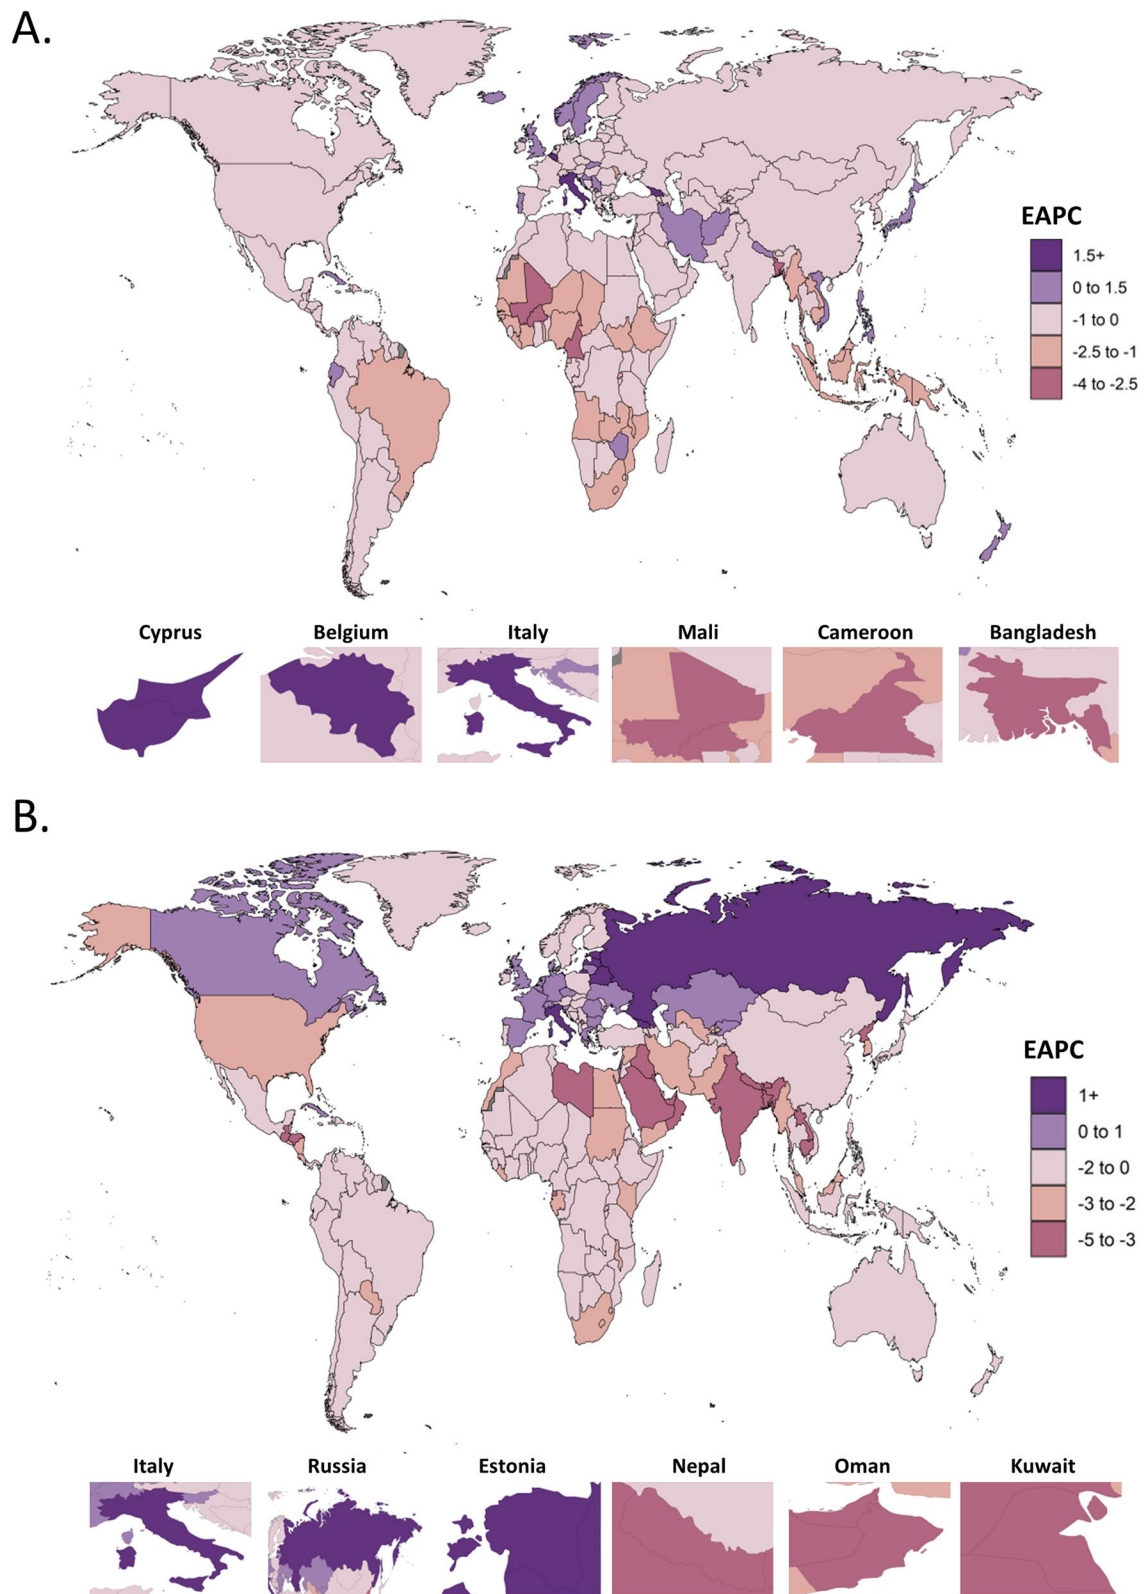 A.
EAPC
1.5+
0 to 1.5
-1 to 0
-2.5 to -1
-4 to -2.5
Cyprus Belgium Italy Mali Cameroon Bangladesh
B.
EAPC
1+
0 to 1
-2 to 0
-3 to -2
-5 to -3
Italy Russia Estonia Nepal Oman Kuwait